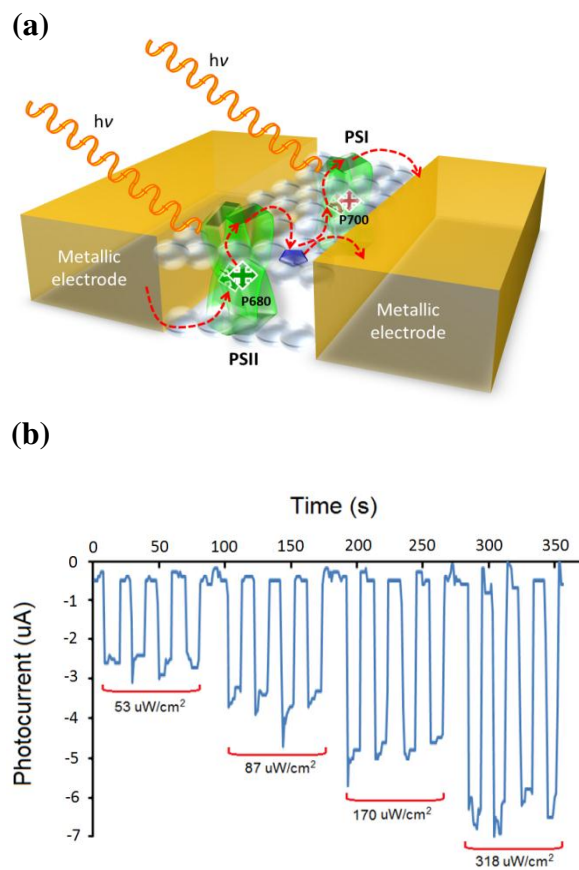 (a)
hν
hν
PSI
P700
Metallic
electrode
P680
Metallic
electrode
PSII
(b)
Time (s)
0 50 100 150 200 250 300 350
0
-1
-2
-3
-4
-5
-6
-7
Photocurrent (uA)
53 uW/cm²
87 uW/cm²
170 uW/cm²
318 uW/cm²